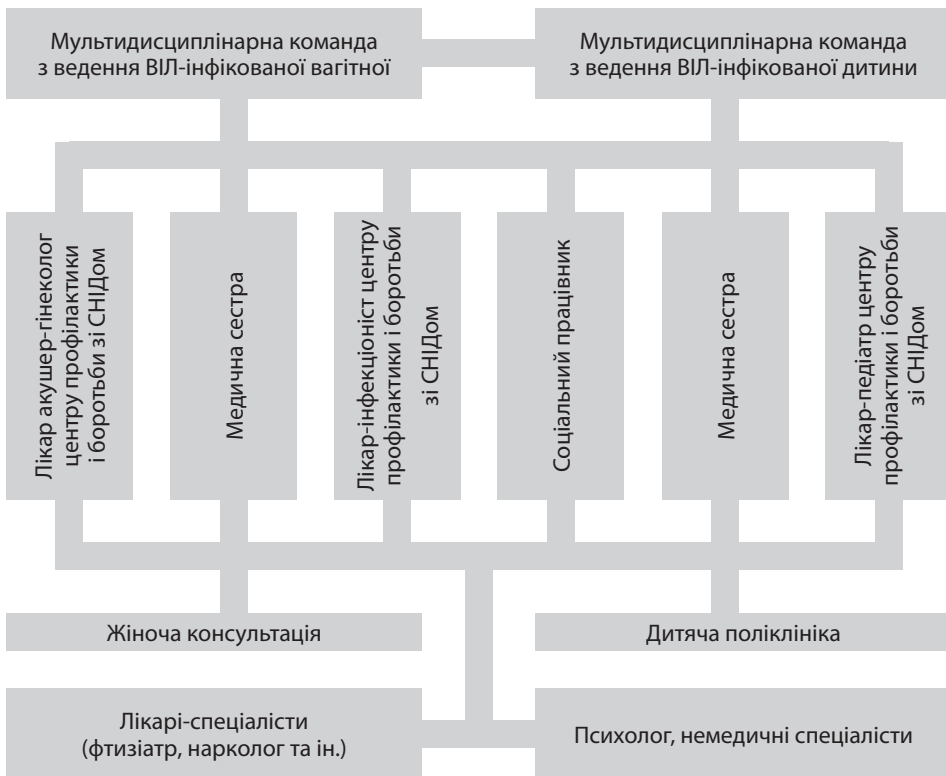 Мультидисциплінарна команда
з ведення ВІЛ-інфікованої вагітної
Мультидисциплінарна команда
з ведення ВІЛ-інфікованої дитини
Лікар акушер-гінеколог
центру профілактики
і боротьби зі СНІДом
Медична сестра
Лікар-інфекціоніст центру
профілактики і боротьби
зі СНІДом
Соціальний працівник
Медична сестра
Лікар-педіатр центру
профілактики і боротьби
зі СНІДом
Жіноча консультація
Дитяча поліклініка
Лікарі-спеціалісти
(фтизіатр, нарколог та ін.)
Психолог, немедичні спеціалісти